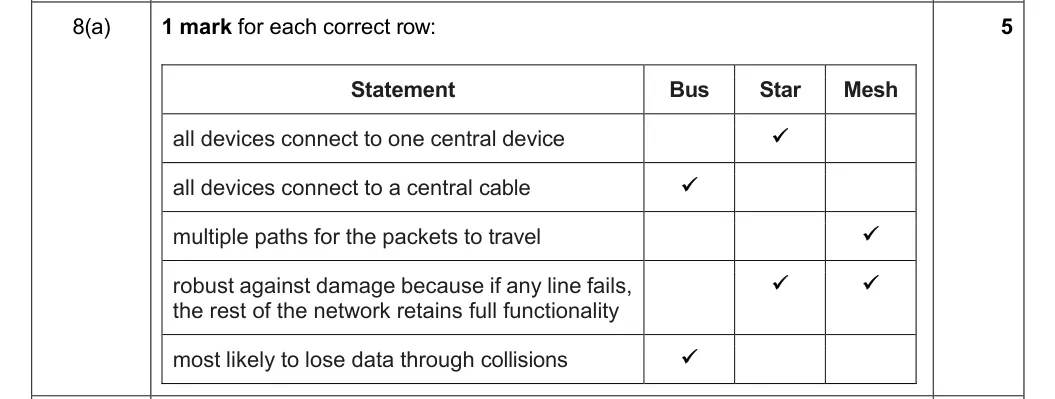 8(a) 1 mark for each correct row: 5
Statement Bus Star Mesh
all devices connect to one central device ✓
all devices connect to a central cable ✓
multiple paths for the packets to travel ✓
robust against damage because if any line fails, ✓ ✓
the rest of the network retains full functionality
most likely to lose data through collisions ✓